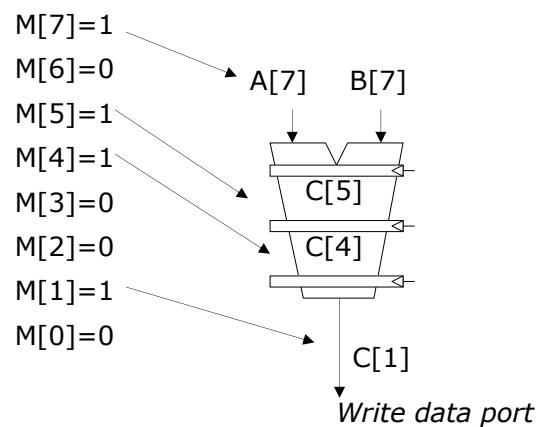 M[7]=1
M[6]=0
M[5]=1
M[4]=1
M[3]=0
M[2]=0
M[1]=1
M[0]=0
A[7] B[7]
C[5]
C[4]
C[1]
Write data port